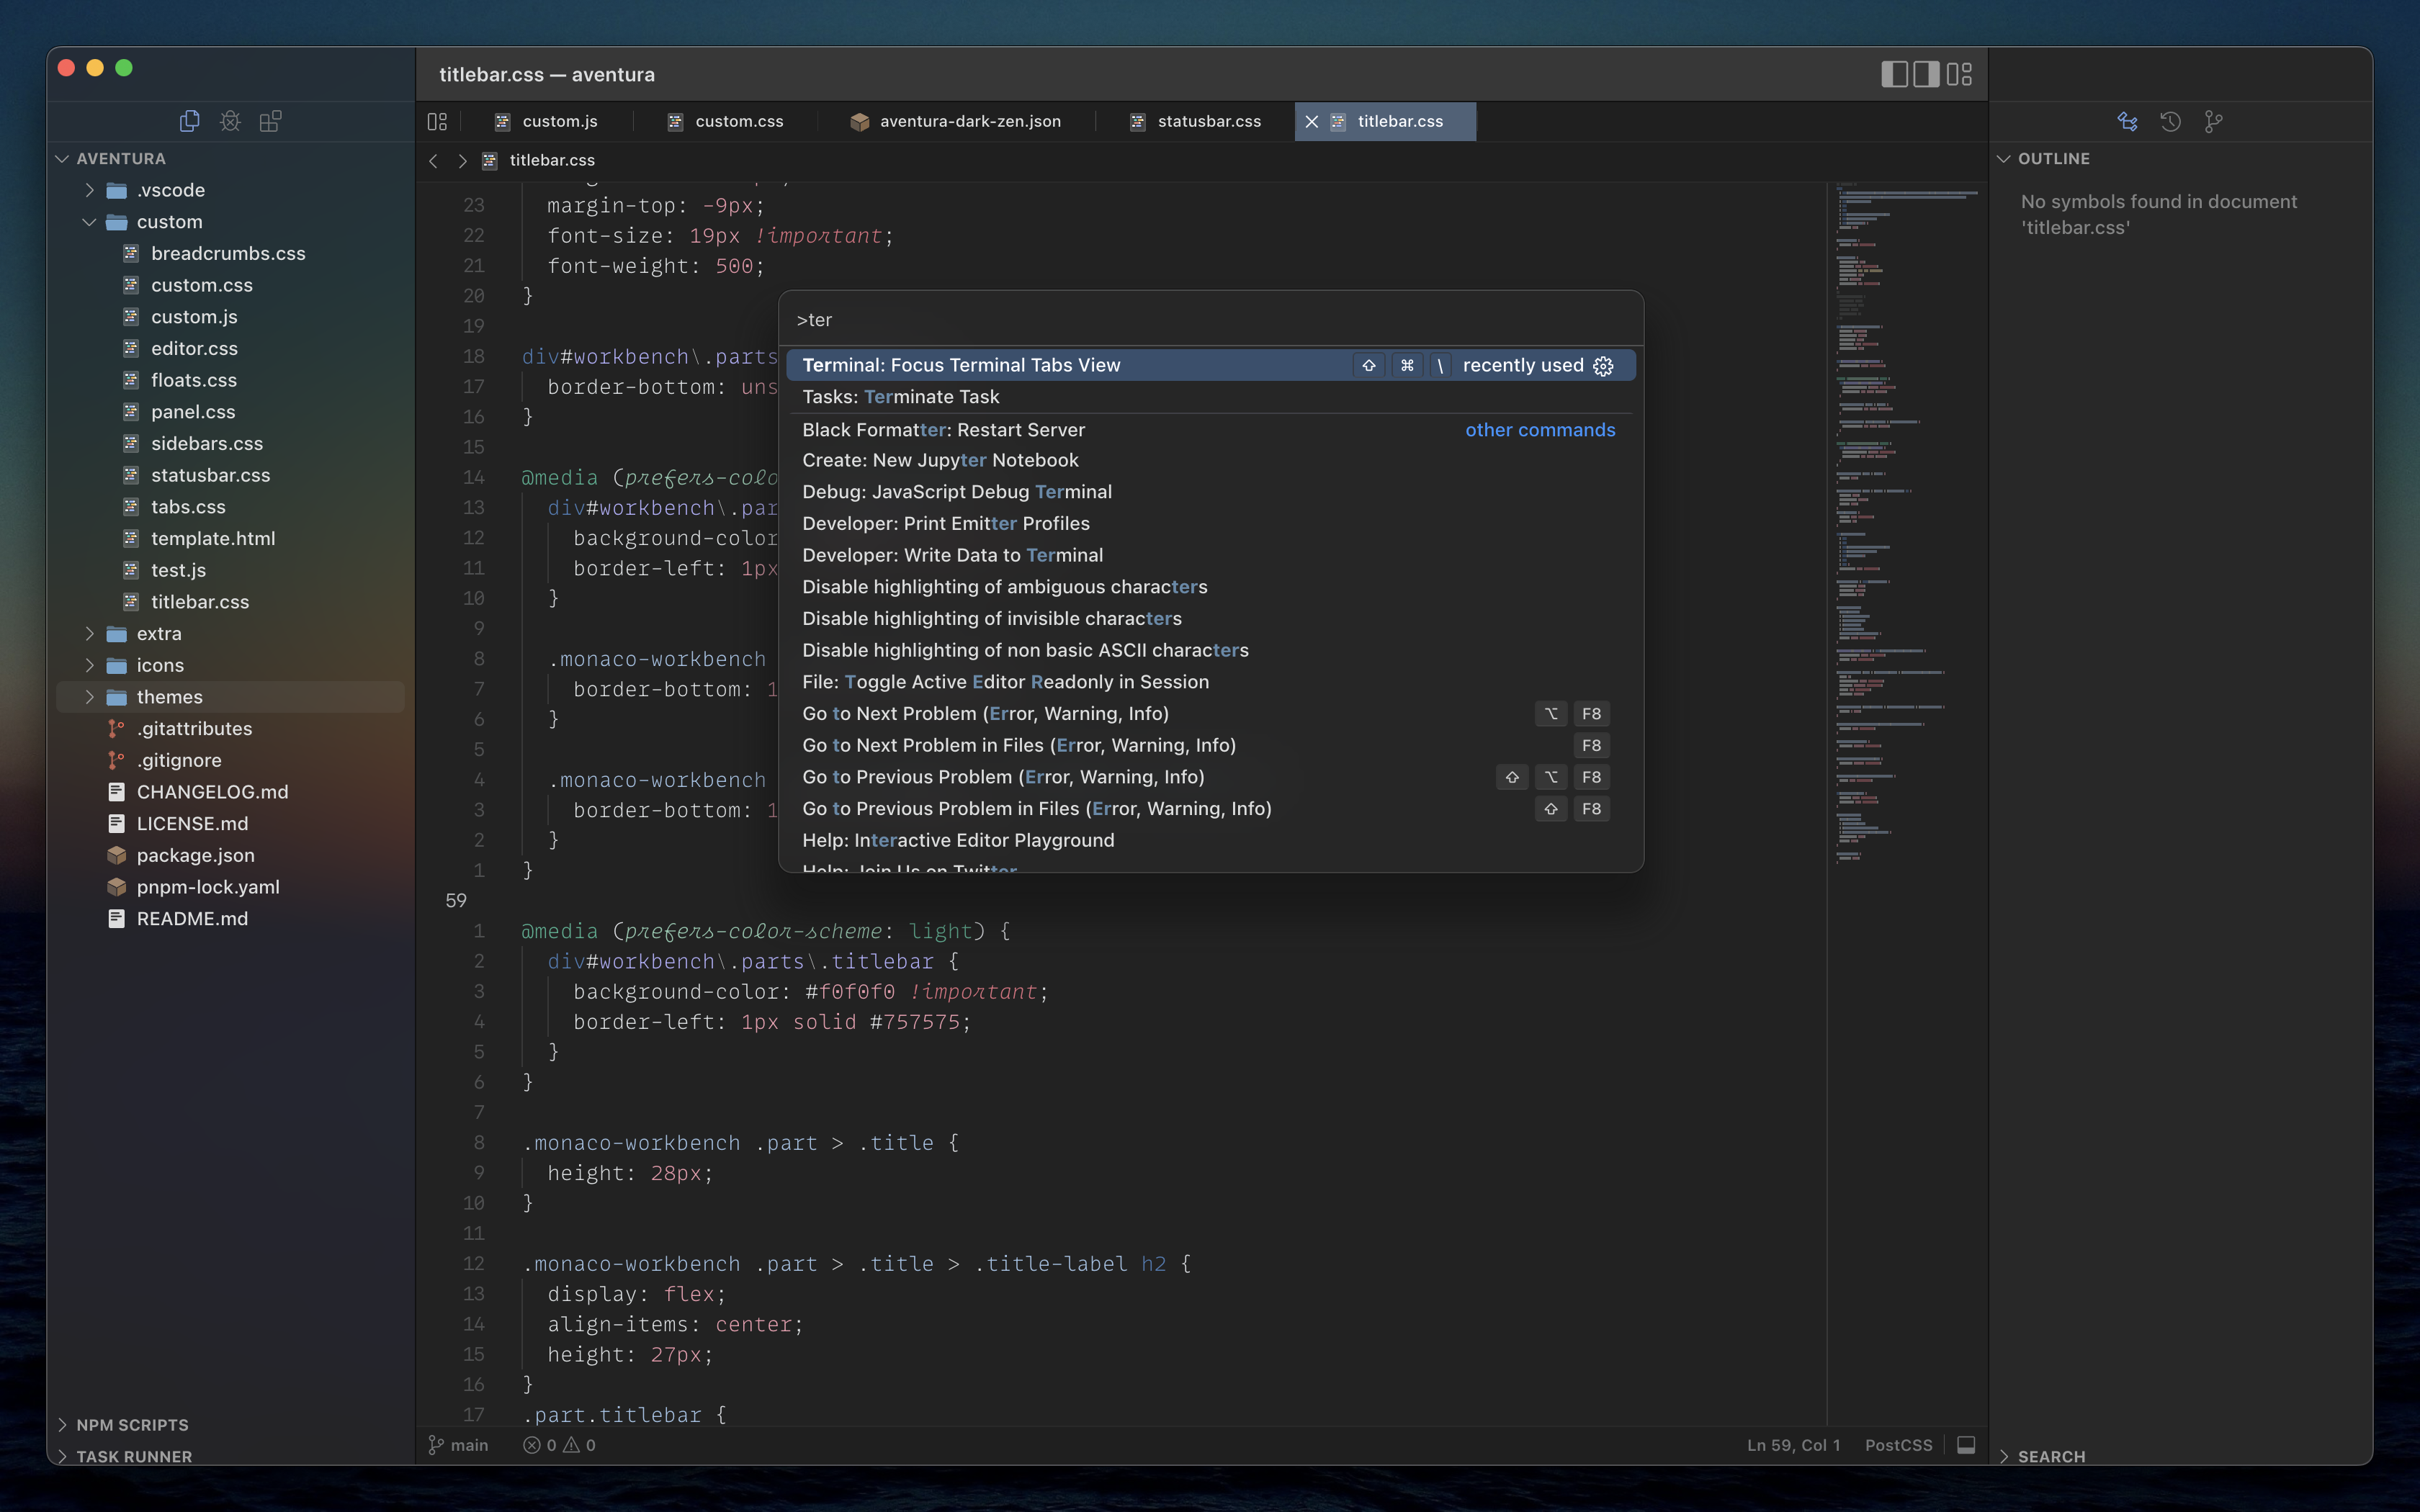 titlebar.css — aventura
AVENTURA
.vscode
custom
breadcrumbs.css
custom.css
custom.js
editor.css
floats.css
panel.css
sidebars.css
statusbar.css
tabs.css
template.html
test.js
titlebar.css
extra
icons
themes
.gitattributes
.gitignore
CHANGELOG.md
LICENSE.md
package.json
pnpm-lock.yaml
README.md
NPM SCRIPTS
TASK RUNNER
custom.js
custom.css
aventura-dark-zen.json
statusbar.css
titlebar.css
titlebar.css
23 margin-top: -9px;
22 font-size: 19px !important;
21 font-weight: 500;
20 }
19
18 div#workbench\.parts
17 border-bottom: uns
16 }
15
14 @media (prefers-colo
13 div#workbench\.par
12 background-color
11 border-left: 1px
10 }
9
8 .monaco-workbench
7 border-bottom: 1
6 }
5
4 .monaco-workbench
3 border-bottom: 1
2 }
1 }
59
1 @media (prefers-color-scheme: light) {
2 div#workbench\.parts\.titlebar {
3 background-color: #f0f0f0 !important;
4 border-left: 1px solid #757575;
5 }
6 }
7
8 .monaco-workbench .part > .title {
9 height: 28px;
10 }
11
12 .monaco-workbench .part > .title > .title-label h2 {
13 display: flex;
14 align-items: center;
15 height: 27px;
16 }
17 .part.titlebar {
>ter
Terminal: Focus Terminal Tabs View ⇧ ⌘ \ recently used
Tasks: Terminate Task
Black Formatter: Restart Server other commands
Create: New Jupyter Notebook
Debug: JavaScript Debug Terminal
Developer: Print Emitter Profiles
Developer: Write Data to Terminal
Disable highlighting of ambiguous characters
Disable highlighting of invisible characters
Disable highlighting of non basic ASCII characters
File: Toggle Active Editor Readonly in Session
Go to Next Problem (Error, Warning, Info) ⌥ F8
Go to Next Problem in Files (Error, Warning, Info) F8
Go to Previous Problem (Error, Warning, Info) ⇧ ⌥ F8
Go to Previous Problem in Files (Error, Warning, Info) ⇧ F8
Help: Interactive Editor Playground
Help: Join Us on Twitter
OUTLINE
No symbols found in document
'titlebar.css'
SEARCH
main 0 0
Ln 59, Col 1 PostCSS